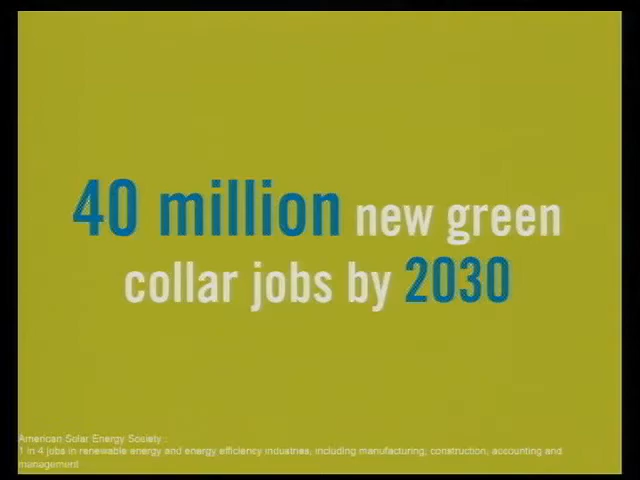 40 million new green
collar jobs by 2030
American Solar Energy Society :
1 in 4 jobs in renewable energy and energy efficiency industries, including manufacturing, construction, accounting and
management